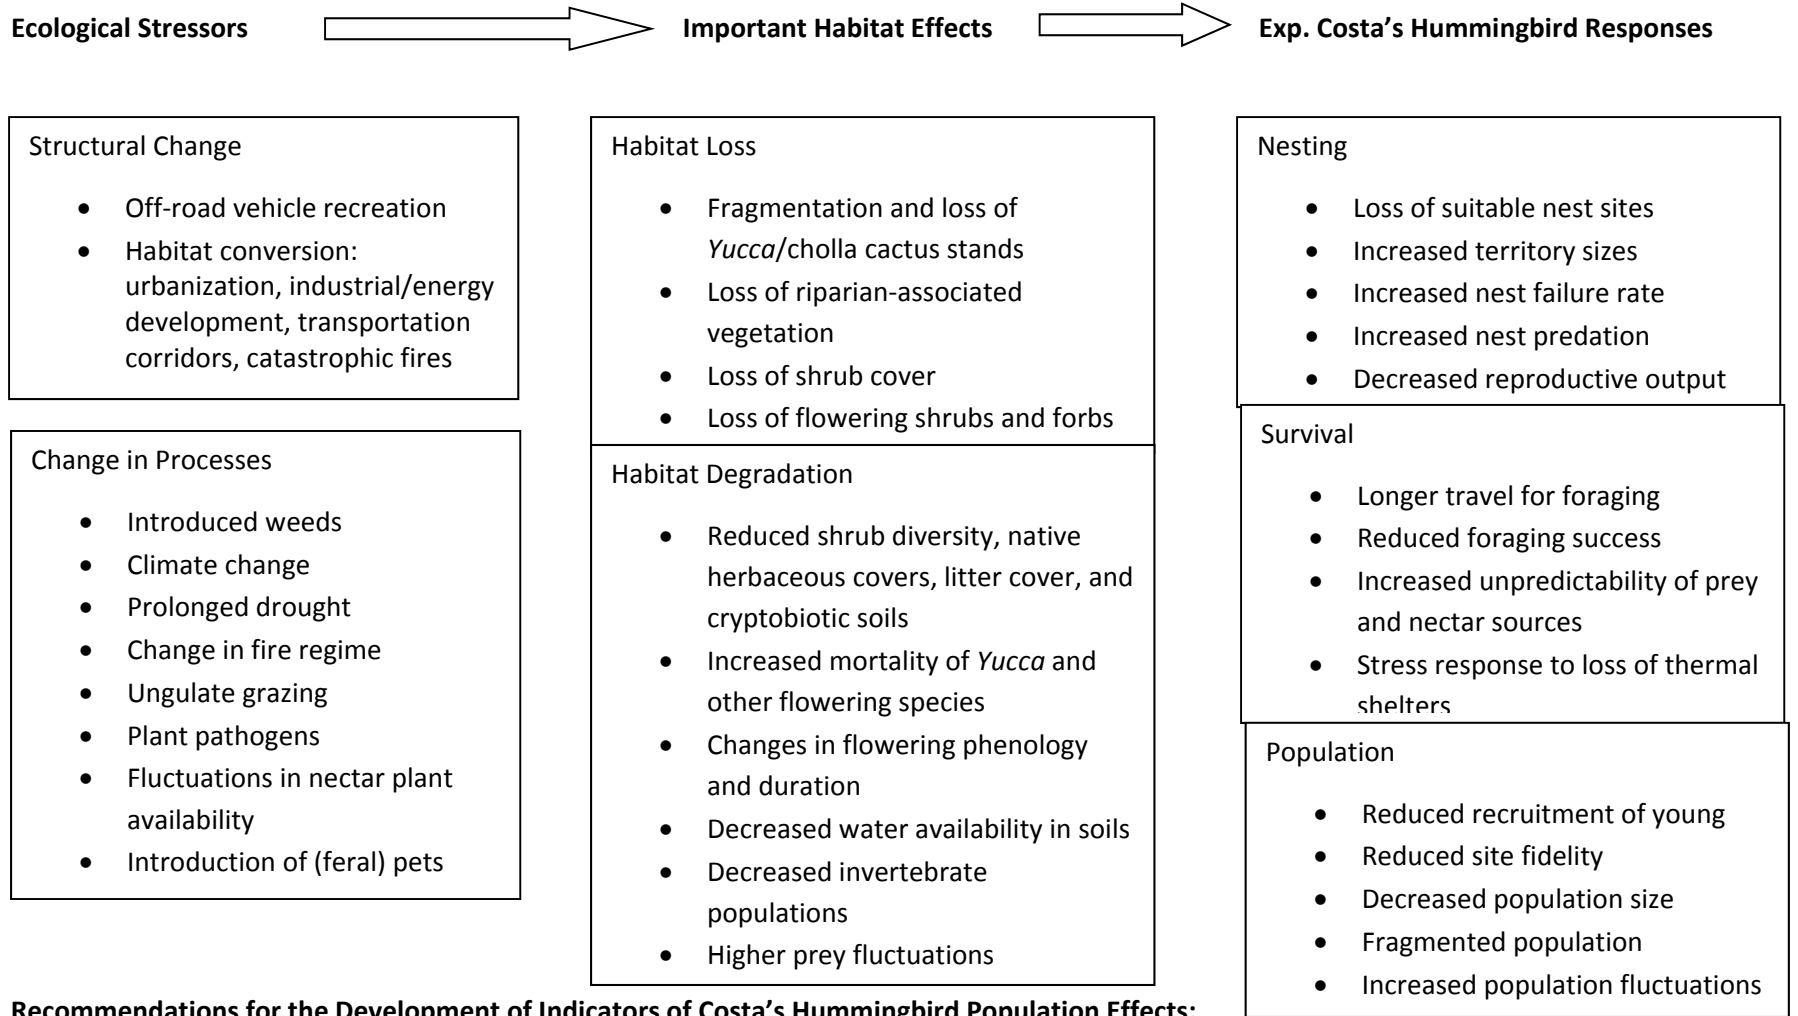 Ecological Stressors
Important Habitat Effects
Exp. Costa's Hummingbird Responses
Structural Change
• Off-road vehicle recreation
• Habitat conversion:
urbanization, industrial/energy
development, transportation
corridors, catastrophic fires
Change in Processes
• Introduced weeds
• Climate change
• Prolonged drought
• Change in fire regime
• Ungulate grazing
• Plant pathogens
• Fluctuations in nectar plant
availability
• Introduction of (feral) pets
Habitat Loss
• Fragmentation and loss of
Yucca/cholla cactus stands
• Loss of riparian-associated
vegetation
• Loss of shrub cover
• Loss of flowering shrubs and forbs
Habitat Degradation
• Reduced shrub diversity, native
herbaceous covers, litter cover, and
cryptobiotic soils
• Increased mortality of Yucca and
other flowering species
• Changes in flowering phenology
and duration
• Decreased water availability in soils
• Decreased invertebrate
populations
• Higher prey fluctuations
Nesting
• Loss of suitable nest sites
• Increased territory sizes
• Increased nest failure rate
• Increased nest predation
• Decreased reproductive output
Survival
• Longer travel for foraging
• Reduced foraging success
• Increased unpredictability of prey
and nectar sources
• Stress response to loss of thermal
shelters
Population
• Reduced recruitment of young
• Reduced site fidelity
• Decreased population size
• Fragmented population
• Increased population fluctuations
Recommendations for the Development of Indicators of Costa's Hummingbird Population Effects: